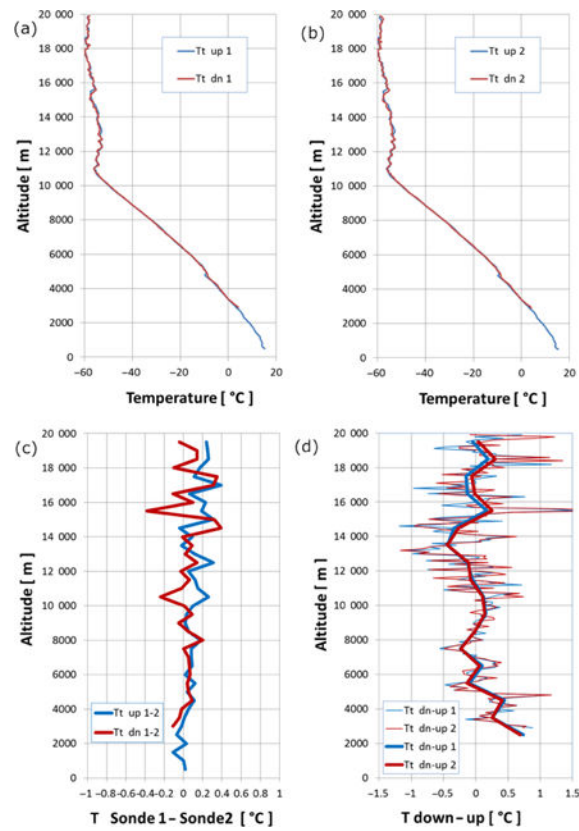 (a)
20 000
18 000
16 000
14 000
12 000
10 000
8000
6000
4000
2000
0
Altitude [ m ]
Tt up 1
Tt dn 1
−60
−40
−20
0
20
Temperature [ °C ]
(b)
20 000
18 000
16 000
14 000
12 000
10 000
8000
6000
4000
2000
0
Altitude [ m ]
Tt up 2
Tt dn 2
−60
−40
−20
0
20
Temperature [ °C ]
(c)
20 000
18 000
16 000
14 000
12 000
10 000
8000
6000
4000
2000
0
Altitude [ m ]
Tt up 1-2
Tt dn 1-2
−1 −0.8 −0.6 −0.4 −0.2 0 0.2 0.4 0.6 0.8 1
T Sonde 1 – Sonde2 [ °C ]
(d)
20 000
18 000
16 000
14 000
12 000
10 000
8000
6000
4000
2000
0
Altitude [ m ]
Tt dn-up 1
Tt dn-up 2
Tt dn-up 1
Tt dn-up 2
−1.5 −1 −0.5 0 0.5 1 1.5
T down – up [ °C ]